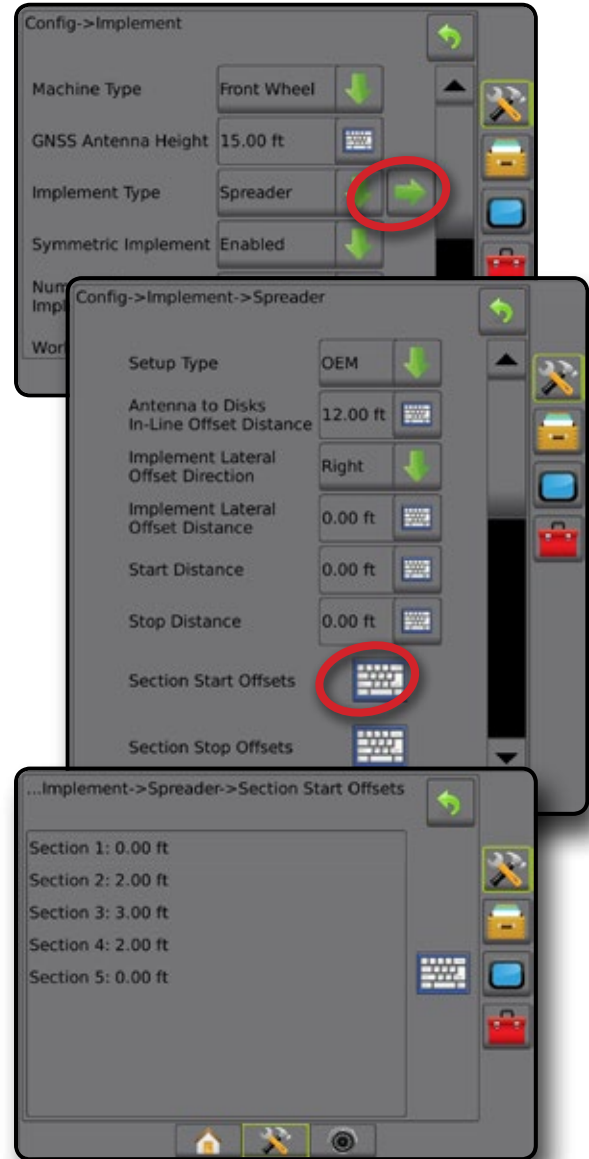 Config->Implement
Machine Type Front Wheel
GNSS Antenna Height 15.00 ft
Implement Type Spreader
Symmetric Implement Enabled
Num
Impl
Wor
Config->Implement->Spreader
Setup Type OEM
Antenna to Disks
In-Line Offset Distance 12.00 ft
Implement Lateral
Offset Direction Right
Implement Lateral
Offset Distance 0.00 ft
Start Distance 0.00 ft
Stop Distance 0.00 ft
Section Start Offsets
Section Stop Offsets
...Implement->Spreader->Section Start Offsets
Section 1: 0.00 ft
Section 2: 2.00 ft
Section 3: 3.00 ft
Section 4: 2.00 ft
Section 5: 0.00 ft